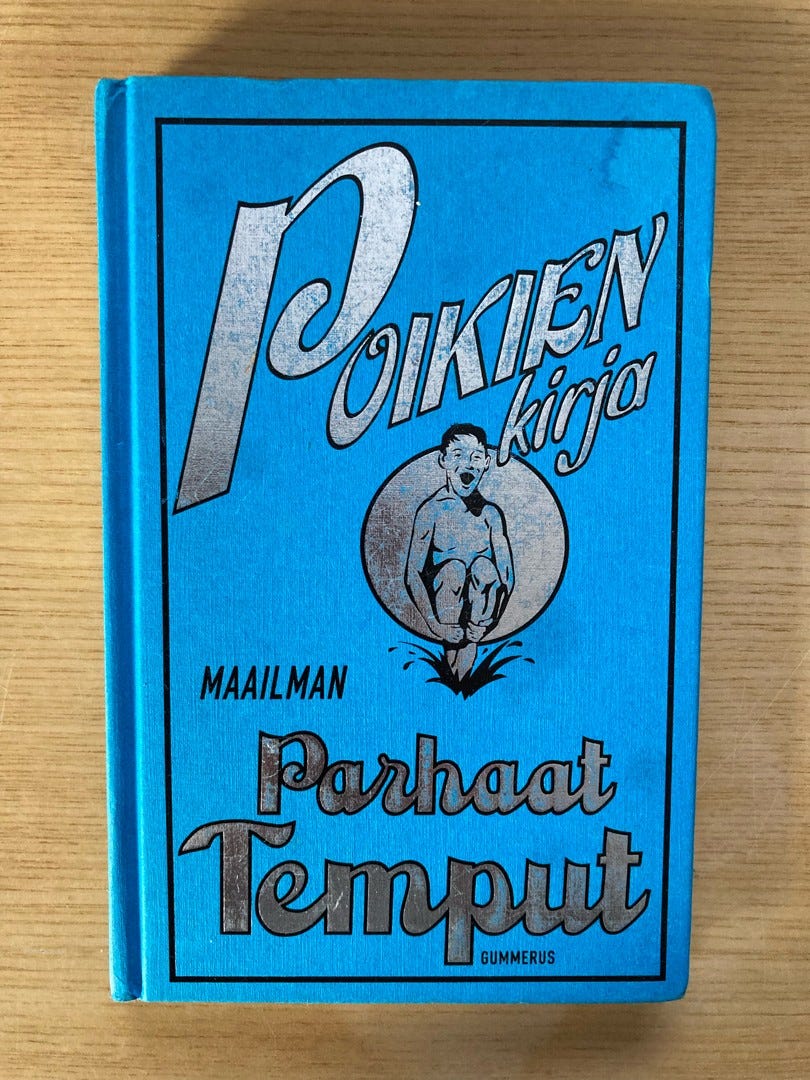 POIKIEN
kirja
MAAILMAN
Parhaat
Temput
GUMMERUS